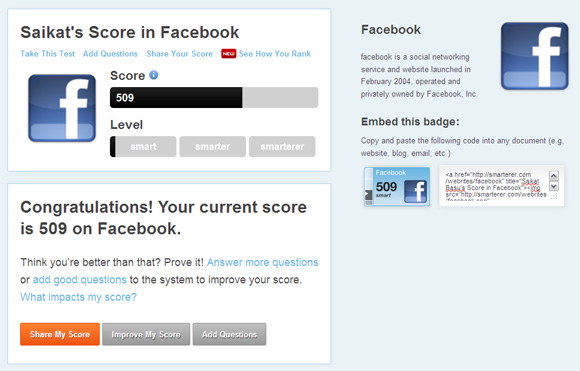 Saikat's Score in Facebook
Take This Test Add Questions Share Your Score NEW See How You Rank
f
Score i
509
Level
smart smarter smarterer
Congratulations! Your current score
is 509 on Facebook.
Think you're better than that? Prove it! Answer more questions
or add good questions to the system to improve your score.
What impacts my score?
Share My Score Improve My Score Add Questions
Facebook
facebook is a social networking
service and website launched in
February 2004, operated and
privately owned by Facebook, Inc.
f
Embed this badge:
Copy and paste the following code into any document (e.g,
website, blog, email, etc.)
Facebook
509
smart
f
<a href="http://smarterer.com
/websites/facebook" title="Saikat
Basu's Score in Facebook"><img
src="http://smarterer.com/websites